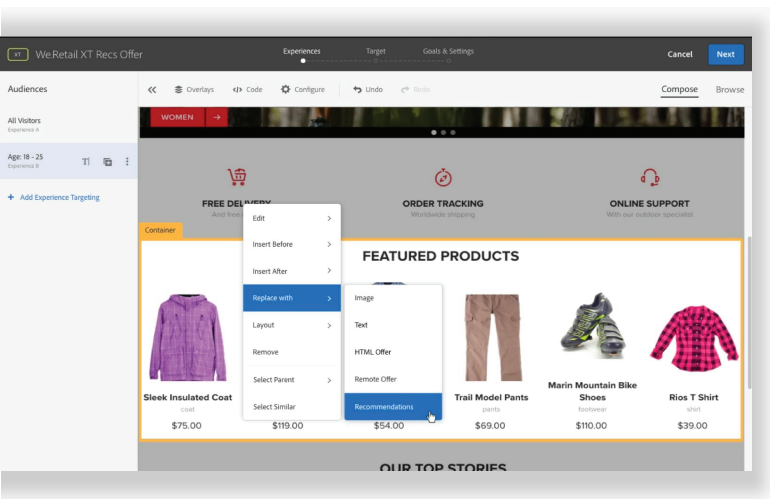 XT We.Retail XT Recs Offer
Experiences
Target
Goals & Settings
Cancel
Next
Audiences
Overlays
Code
Configure
Undo
Redo
Compose
Browse
All Visitors
Experience A
Age: 18 - 25
Experience B
+ Add Experience Targeting
WOMEN
FREE DELIVERY
And free
ORDER TRACKING
Worldwide shipping
ONLINE SUPPORT
With our outdoor specialist
Container
FEATURED PRODUCTS
Edit
Insert Before
Insert After
Replace with
Layout
Remove
Select Parent
Select Similar
Image
Text
HTML Offer
Remote Offer
Recommendations
Sleek Insulated Coat
coat
$75.00
$119.00
$54.00
Trail Model Pants
pants
$69.00
Marin Mountain Bike
Shoes
footwear
$110.00
Rios T Shirt
shirt
$39.00
OUR TOP STORIES